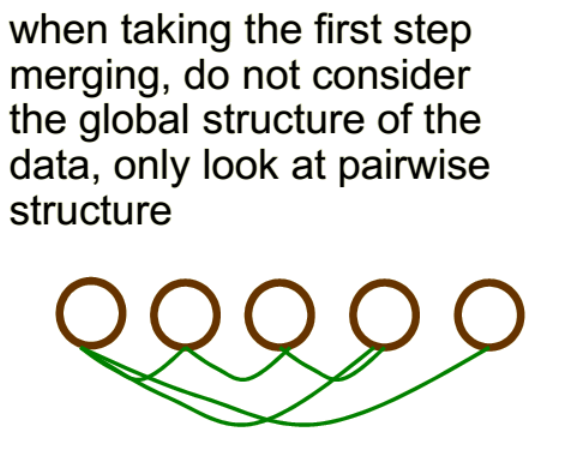 when taking the first step
merging, do not consider
the global structure of the
data, only look at pairwise
structure